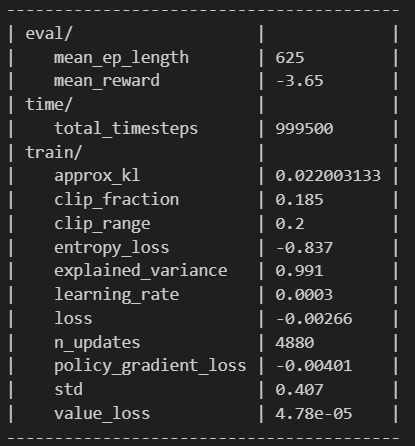 ----------------------------------------
| eval/                   |             |
|    mean_ep_length       | 625         |
|    mean_reward          | -3.65       |
| time/                   |             |
|    total_timesteps      | 999500      |
| train/                  |             |
|    approx_kl            | 0.022003133 |
|    clip_fraction        | 0.185       |
|    clip_range           | 0.2         |
|    entropy_loss         | -0.837      |
|    explained_variance   | 0.991       |
|    learning_rate        | 0.0003      |
|    loss                 | -0.00266    |
|    n_updates            | 4880        |
|    policy_gradient_loss | -0.00401    |
|    std                  | 0.407       |
|    value_loss           | 4.78e-05    |
----------------------------------------